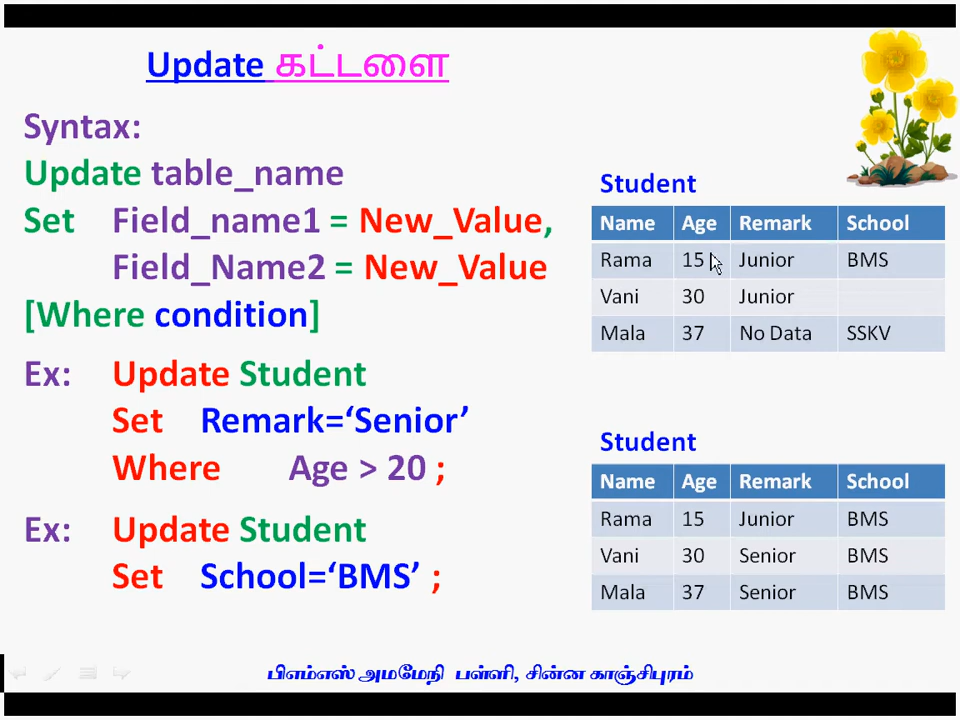 Update கட்டளை
Syntax:
Update table_name
Set Field_name1 = New_Value,
Field_Name2 = New_Value
[Where condition]
Ex: Update Student
Set Remark=‘Senior’
Where Age > 20 ;
Ex: Update Student
Set School=‘BMS’ ;
Student
Name Age Remark School
Rama 15 Junior BMS
Vani 30 Junior
Mala 37 No Data SSKV
Student
Name Age Remark School
Rama 15 Junior BMS
Vani 30 Senior BMS
Mala 37 Senior BMS
பிஎம்எஸ் அமமேநி பள்ளி, சின்ன காஞ்சிபுரம்